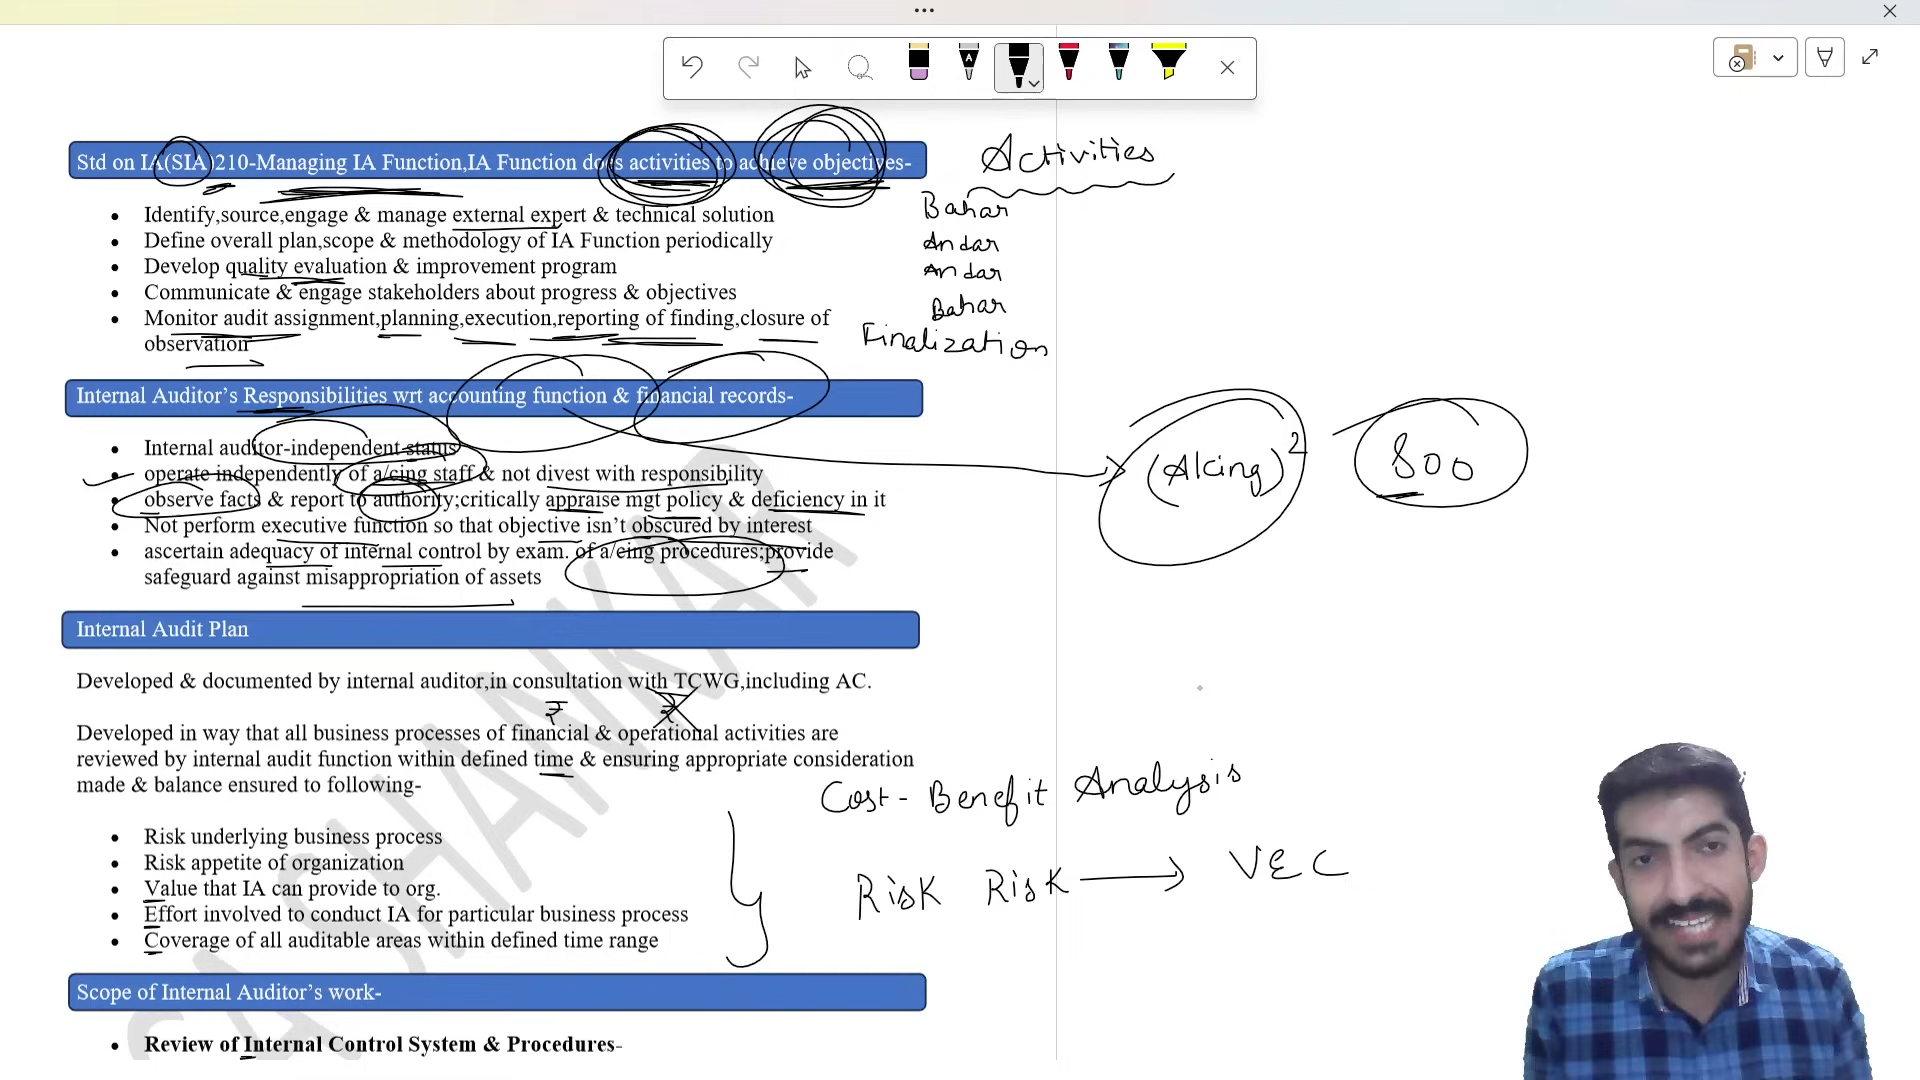 Std on IA(SIA)210-Managing IA Function,IA Function does activities to achieve objectives-
Activities
Identify,source,engage & manage external expert & technical solution
Bahar
Define overall plan,scope & methodology of IA Function periodically
Andar
Develop quality evaluation & improvement program
Andar
Communicate & engage stakeholders about progress & objectives
Bahar
Monitor audit assignment,planning,execution,reporting of finding,closure of
observation
Finalization
Internal Auditor's Responsibilities wrt accounting function & financial records-
Internal auditor-independent status
operate independently of a/cing staff & not divest with responsibility
observe facts & report to authority;critically appraise mgt policy & deficiency in it
Not perform executive function so that objective isn't obscured by interest
ascertain adequacy of internal control by exam. of a/cing procedures;provide
safeguard against misappropriation of assets
(A/cing)²
800
Internal Audit Plan
Developed & documented by internal auditor,in consultation with TCWG,including AC.
₹ ₹
Developed in way that all business processes of financial & operational activities are
reviewed by internal audit function within defined time & ensuring appropriate consideration
made & balance ensured to following-
Cost-Benefit Analysis
Risk underlying business process
Risk appetite of organization
Value that IA can provide to org.
Effort involved to conduct IA for particular business process
Coverage of all auditable areas within defined time range
Risk Risk → VEC
Scope of Internal Auditor's work-
Review of Internal Control System & Procedures-
CA SHANKAR